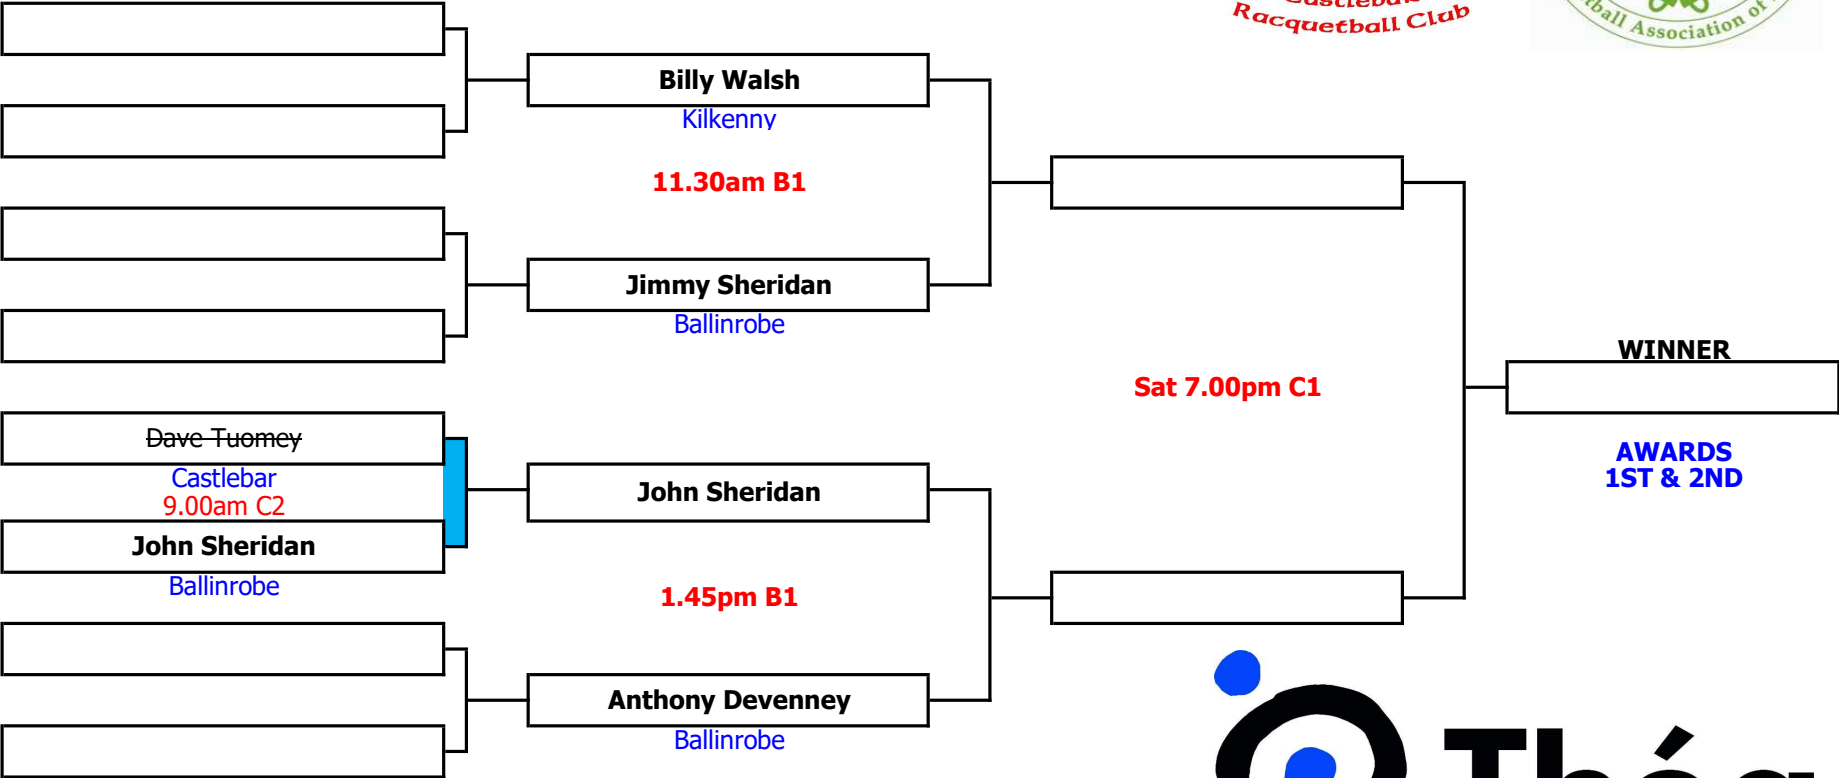 Racquetball Club
tball Association of
Billy Walsh
Kilkenny
11.30am B1
Jimmy Sheridan
Ballinrobe
Dave Tuomey
Castlebar
9.00am C2
John Sheridan
Ballinrobe
John Sheridan
1.45pm B1
Anthony Devenney
Ballinrobe
Sat 7.00pm C1
WINNER
AWARDS
1ST & 2ND